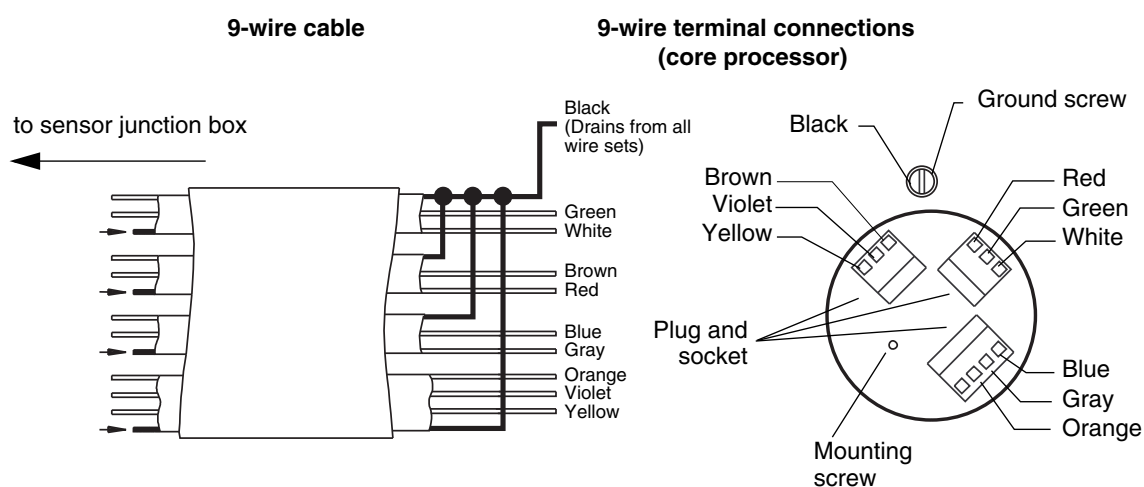 9-wire cable
9-wire terminal connections
(core processor)
to sensor junction box
Black
(Drains from all
wire sets)
Green
White
Brown
Red
Blue
Gray
Orange
Violet
Yellow
Black
Ground screw
Brown
Violet
Yellow
Red
Green
White
Plug and
socket
Blue
Gray
Orange
Mounting
screw